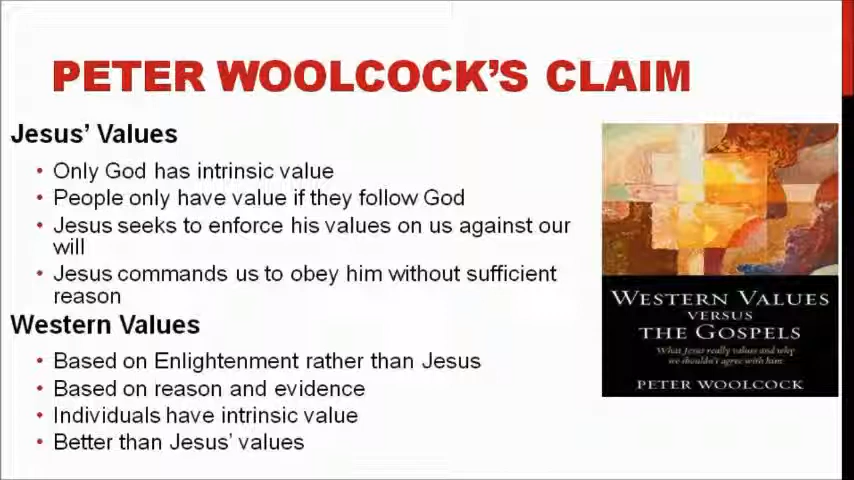 PETER WOOLCOCK'S CLAIM
Jesus' Values
• Only God has intrinsic value
• People only have value if they follow God
• Jesus seeks to enforce his values on us against our
will
• Jesus commands us to obey him without sufficient
reason
Western Values
• Based on Enlightenment rather than Jesus
• Based on reason and evidence
• Individuals have intrinsic value
• Better than Jesus' values
WESTERN VALUES
VERSUS
THE GOSPELS
What Jesus really values and why
we shouldn't agree with him
PETER WOOLCOCK